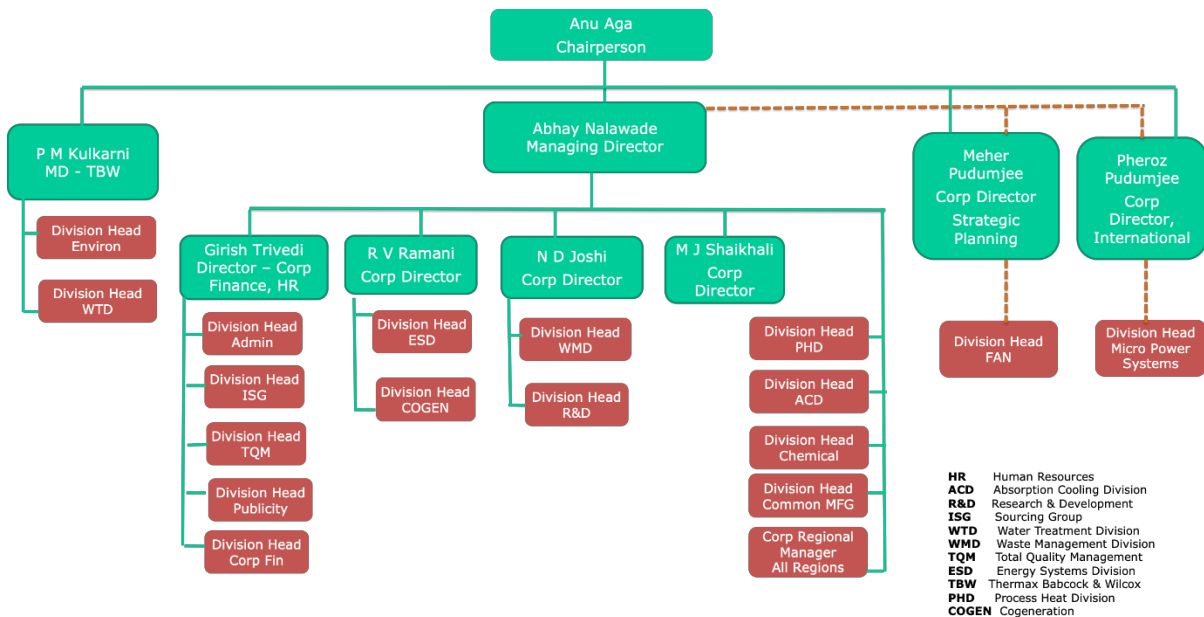 Anu Aga
Chairperson
P M Kulkarni
MD - TBW
Abhay Nalawade
Managing Director
Meher
Pudumjee
Corp Director
Strategic
Planning
Pheroz
Pudumjee
Corp
Director,
International
Division Head
Environ
Division Head
WTD
Girish Trivedi
Director – Corp
Finance, HR
R V Ramani
Corp Director
N D Joshi
Corp Director
M J Shaikhali
Corp
Director
Division Head
Admin
Division Head
ISG
Division Head
TQM
Division Head
Publicity
Division Head
Corp Fin
Division Head
ESD
Division Head
COGEN
Division Head
WMD
Division Head
R&D
Division Head
PHD
Division Head
ACD
Division Head
Chemical
Division Head
Common MFG
Corp Regional
Manager
All Regions
Division Head
FAN
Division Head
Micro Power
Systems
HR Human Resources
ACD Absorption Cooling Division
R&D Research & Development
ISG Sourcing Group
WTD Water Treatment Division
WMD Waste Management Division
TQM Total Quality Management
ESD Energy Systems Division
TBW Thermax Babcock & Wilcox
PHD Process Heat Division
COGEN Cogeneration